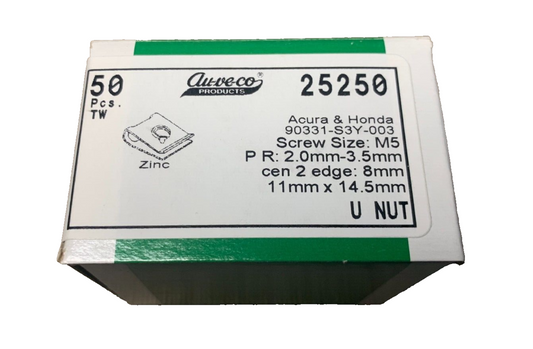 50
Pcs.
TW
Au-ve-co®
PRODUCTS
25250
Zinc
Acura & Honda
90331-S3Y-003
Screw Size: M5
P R: 2.0mm-3.5mm
cen 2 edge: 8mm
11mm x 14.5mm
U NUT